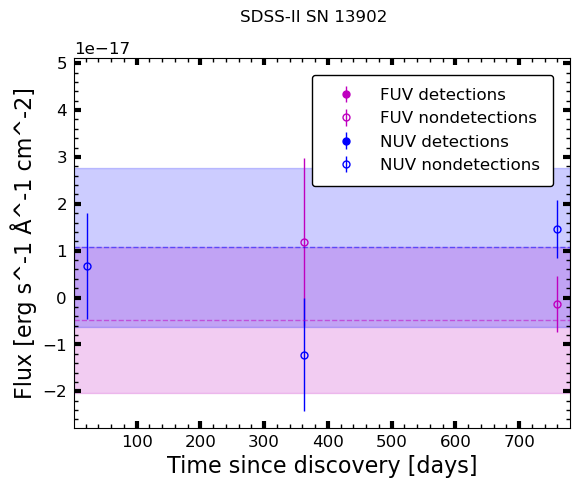 SDSS-II SN 13902
1e−17
5
4
3
2
1
0
−1
−2
Flux [erg s^-1 Å^-1 cm^-2]
FUV detections
FUV nondetections
NUV detections
NUV nondetections
100 200 300 400 500 600 700
Time since discovery [days]